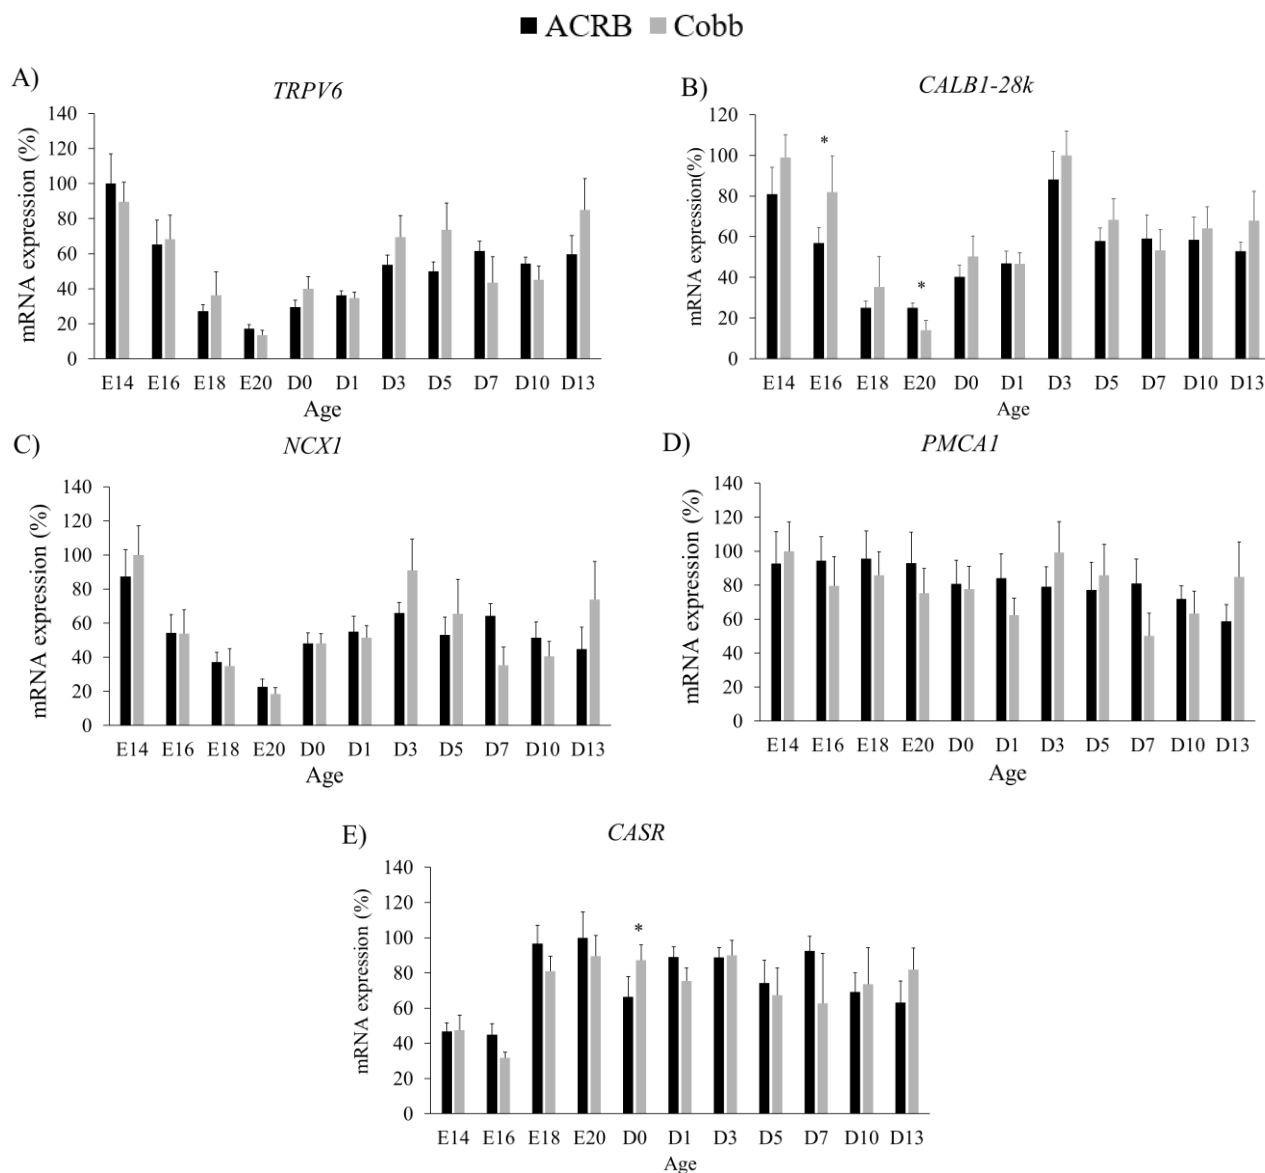 ACRB Cobb
A)
TRPV6
mRNA expression (%)
140
120
100
80
60
40
20
0
E14 E16 E18 E20 D0 D1 D3 D5 D7 D10 D13
Age
B)
CALB1-28k
mRNA expression(%)
120
100
80
60
40
20
0
*
*
E14 E16 E18 E20 D0 D1 D3 D5 D7 D10 D13
Age
C)
NCX1
mRNA expression (%)
140
120
100
80
60
40
20
0
E14 E16 E18 E20 D0 D1 D3 D5 D7 D10 D13
Age
D)
PMCA1
mRNA expression (%)
140
120
100
80
60
40
20
0
E14 E16 E18 E20 D0 D1 D3 D5 D7 D10 D13
Age
E)
CASR
mRNA expression (%)
140
120
100
80
60
40
20
0
*
E14 E16 E18 E20 D0 D1 D3 D5 D7 D10 D13
Age